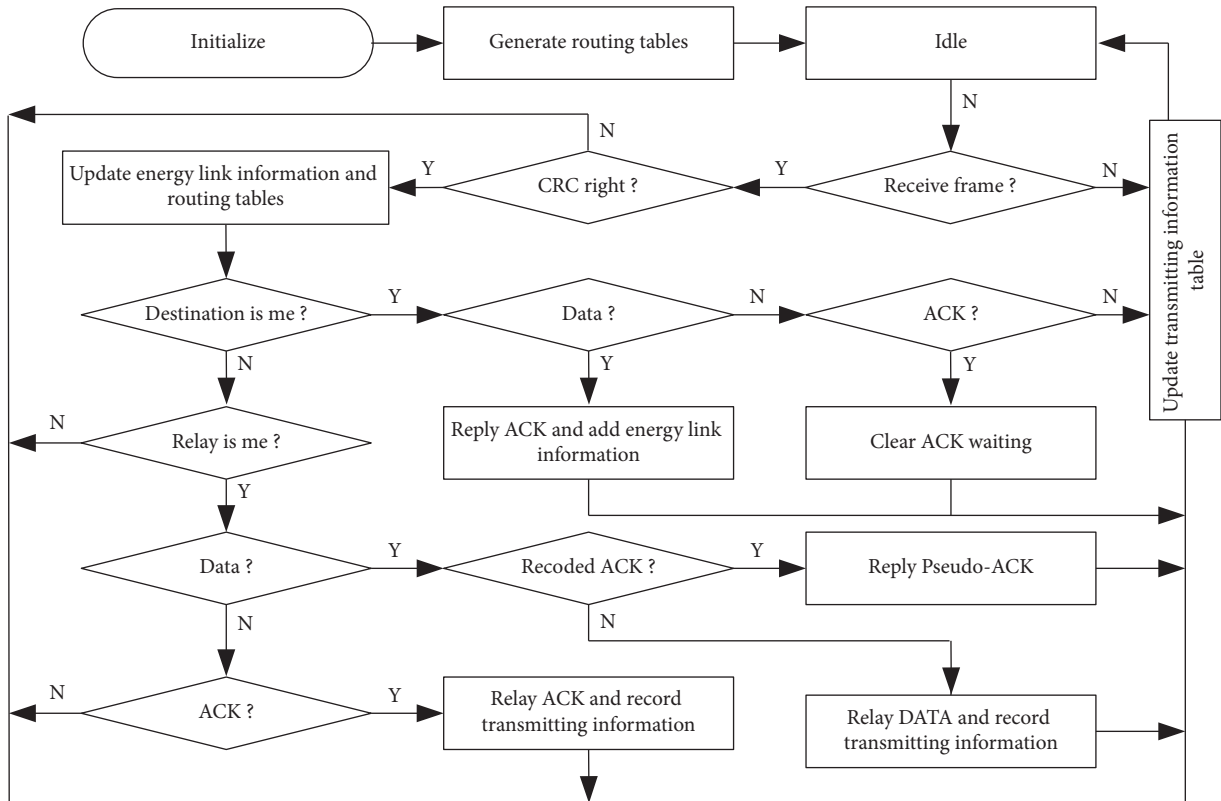 Initialize
Generate routing tables
Idle
N
N
Update energy link information and
routing tables
Y
CRC right ?
Y
Receive frame ?
N
Update transmitting information
table
Destination is me ?
Y
Data ?
N
ACK ?
N
N
Y
Y
N
Relay is me ?
Reply ACK and add energy link
information
Clear ACK waiting
Y
Data ?
Y
Recoded ACK ?
Y
Reply Pseudo-ACK
N
N
N
ACK ?
Y
Relay ACK and record
transmitting information
Relay DATA and record
transmitting information